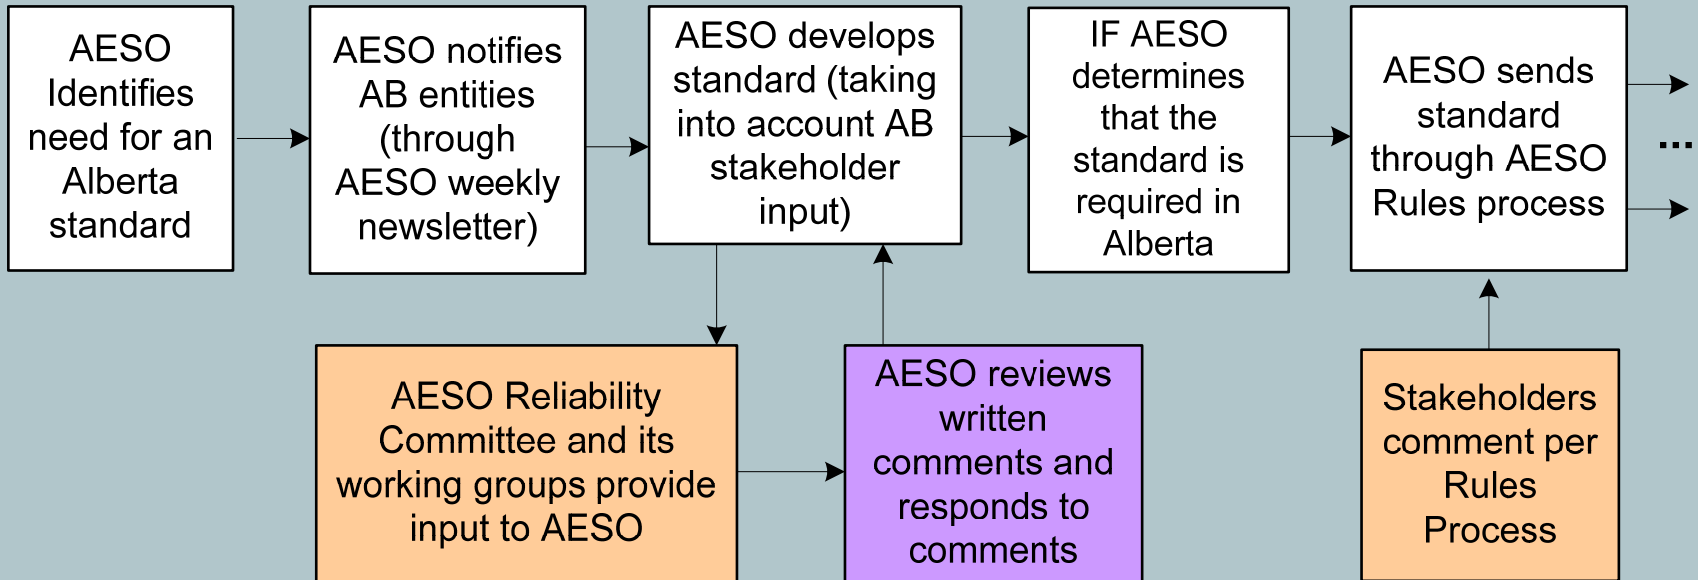 AESO
Identifies
need for an
Alberta
standard
AESO notifies
AB entities
(through
AESO weekly
newsletter)
AESO develops
standard (taking
into account AB
stakeholder
input)
IF AESO
determines
that the
standard is
required in
Alberta
AESO sends
standard
through AESO
Rules process
...
AESO Reliability
Committee and its
working groups provide
input to AESO
AESO reviews
written
comments and
responds to
comments
Stakeholders
comment per
Rules
Process